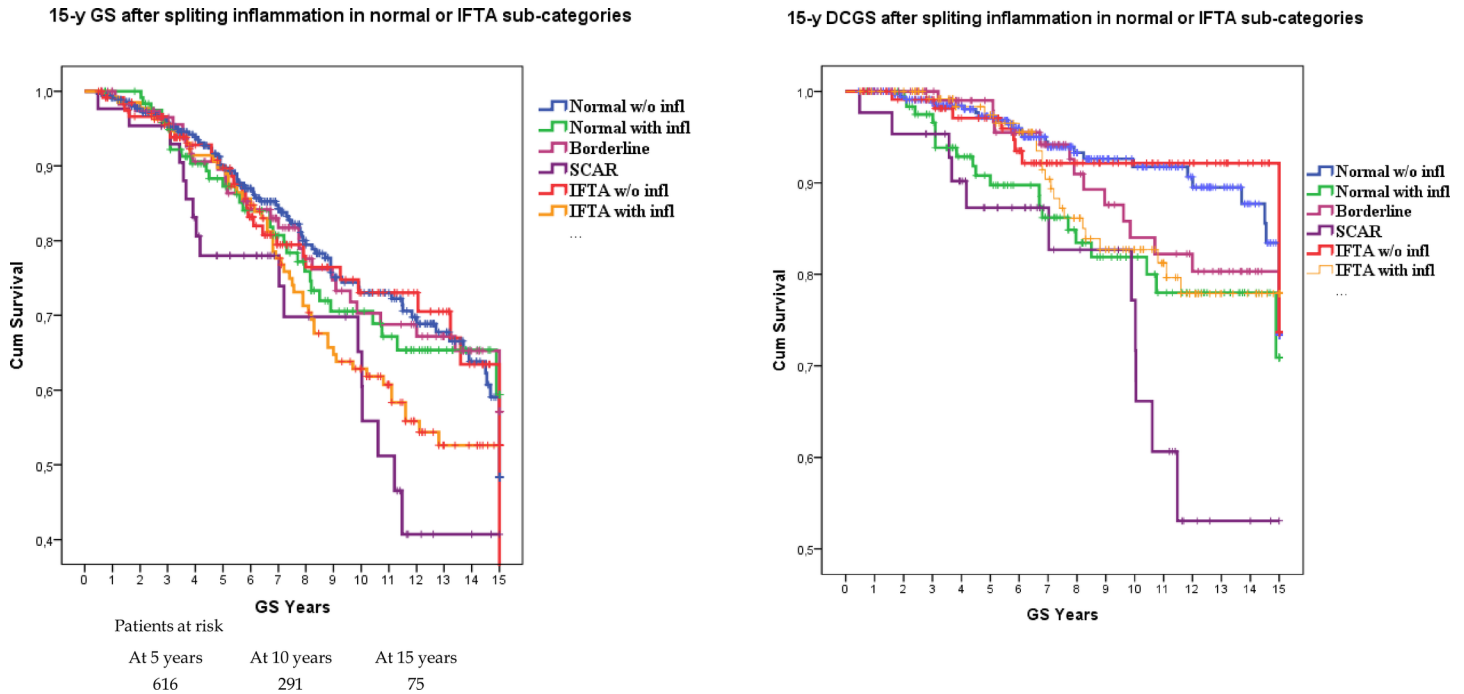 15-y GS after spliting inflammation in normal or IFTA sub-categories
Cum Survival
1,0
0,9
0,8
0,7
0,6
0,5
0,4
0 1 2 3 4 5 6 7 8 9 10 11 12 13 14 15
GS Years
Normal w/o infl
Normal with infl
Borderline
SCAR
IFTA w/o infl
IFTA with infl
...
Patients at risk
At 5 years At 10 years At 15 years
616 291 75
15-y DCGS after spliting inflammation in normal or IFTA sub-categories
Cum Survival
1,0
0,9
0,8
0,7
0,6
0,5
0 1 2 3 4 5 6 7 8 9 10 11 12 13 14 15
GS Years
Normal w/o infl
Normal with infl
Borderline
SCAR
IFTA w/o infl
IFTA with infl
...